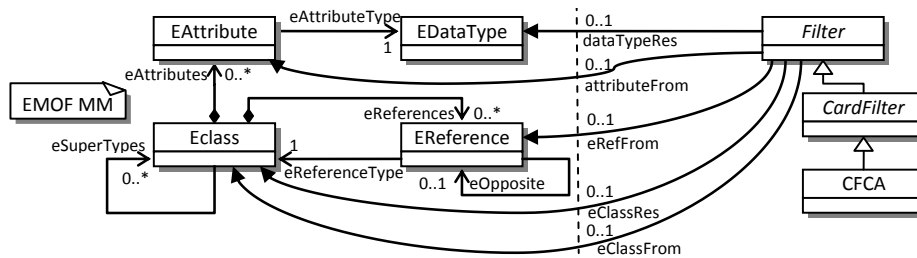 EAttribute
eAttributeType
1
EDataType
0..1
dataTypeRes
Filter
eAttributes
0..*
0..1
attributeFrom
EMOF MM
eReferences
0..*
CardFilter
Eclass
EReference
0..1
eRefFrom
eSuperTypes
0..*
1
eReferenceType
0..1
eOpposite
CFCA
0..1
eClassRes
0..1
eClassFrom